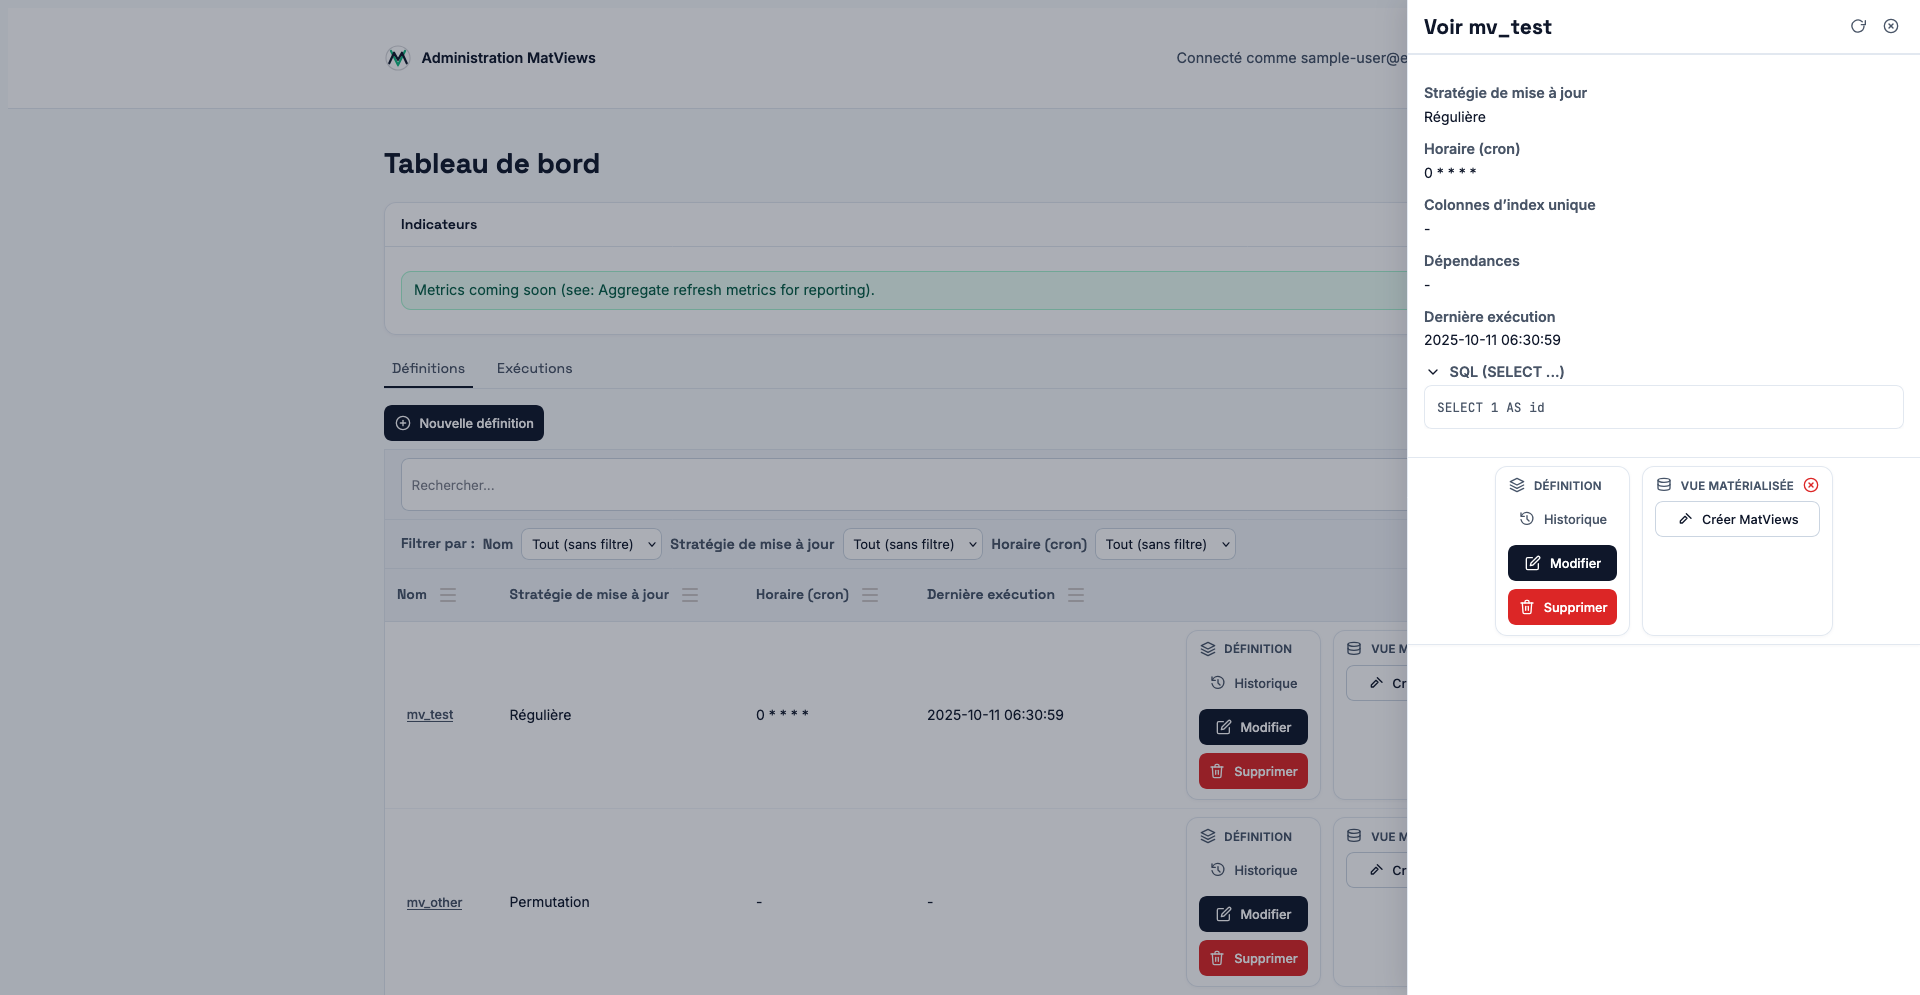 Administration MatViews
Connecté comme sample-user@e
Tableau de bord
Indicateurs
Metrics coming soon (see: Aggregate refresh metrics for reporting).
Définitions Exécutions
Nouvelle définition
Rechercher...
Filtrer par : Nom Tout (sans filtre) Stratégie de mise à jour Tout (sans filtre) Horaire (cron) Tout (sans filtre)
Nom Stratégie de mise à jour Horaire (cron) Dernière exécution
DÉFINITION VUE M
Historique Cr
mv_test Régulière 0 * * * * 2025-10-11 06:30:59
Modifier
Supprimer
DÉFINITION VUE M
Historique Cr
mv_other Permutation - -
Modifier
Supprimer
Voir mv_test
Stratégie de mise à jour
Régulière
Horaire (cron)
0 * * * *
Colonnes d’index unique
-
Dépendances
-
Dernière exécution
2025-10-11 06:30:59
SQL (SELECT …)
SELECT 1 AS id
DÉFINITION
Historique
Modifier
Supprimer
VUE MATÉRIALISÉE
Créer MatViews